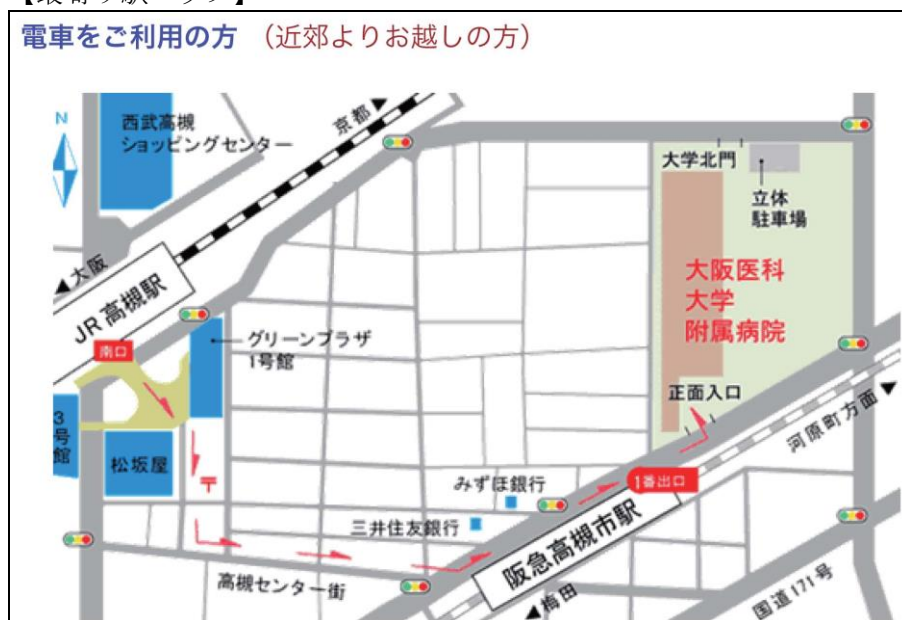 電車をご利用の方 （近郊よりお越しの方）
N
西武高槻
ショッピングセンター
京都▲
大学北門
立体
駐車場
▲大阪
JR高槻駅
大阪医科
大学
附属病院
南口
グリーンプラザ
1号館
正面入口
3
号
館
松坂屋
〒
河原町方面▲
みずほ銀行
1番出口
三井住友銀行
阪急高槻市駅
高槻センター街
▲梅田
国道171号